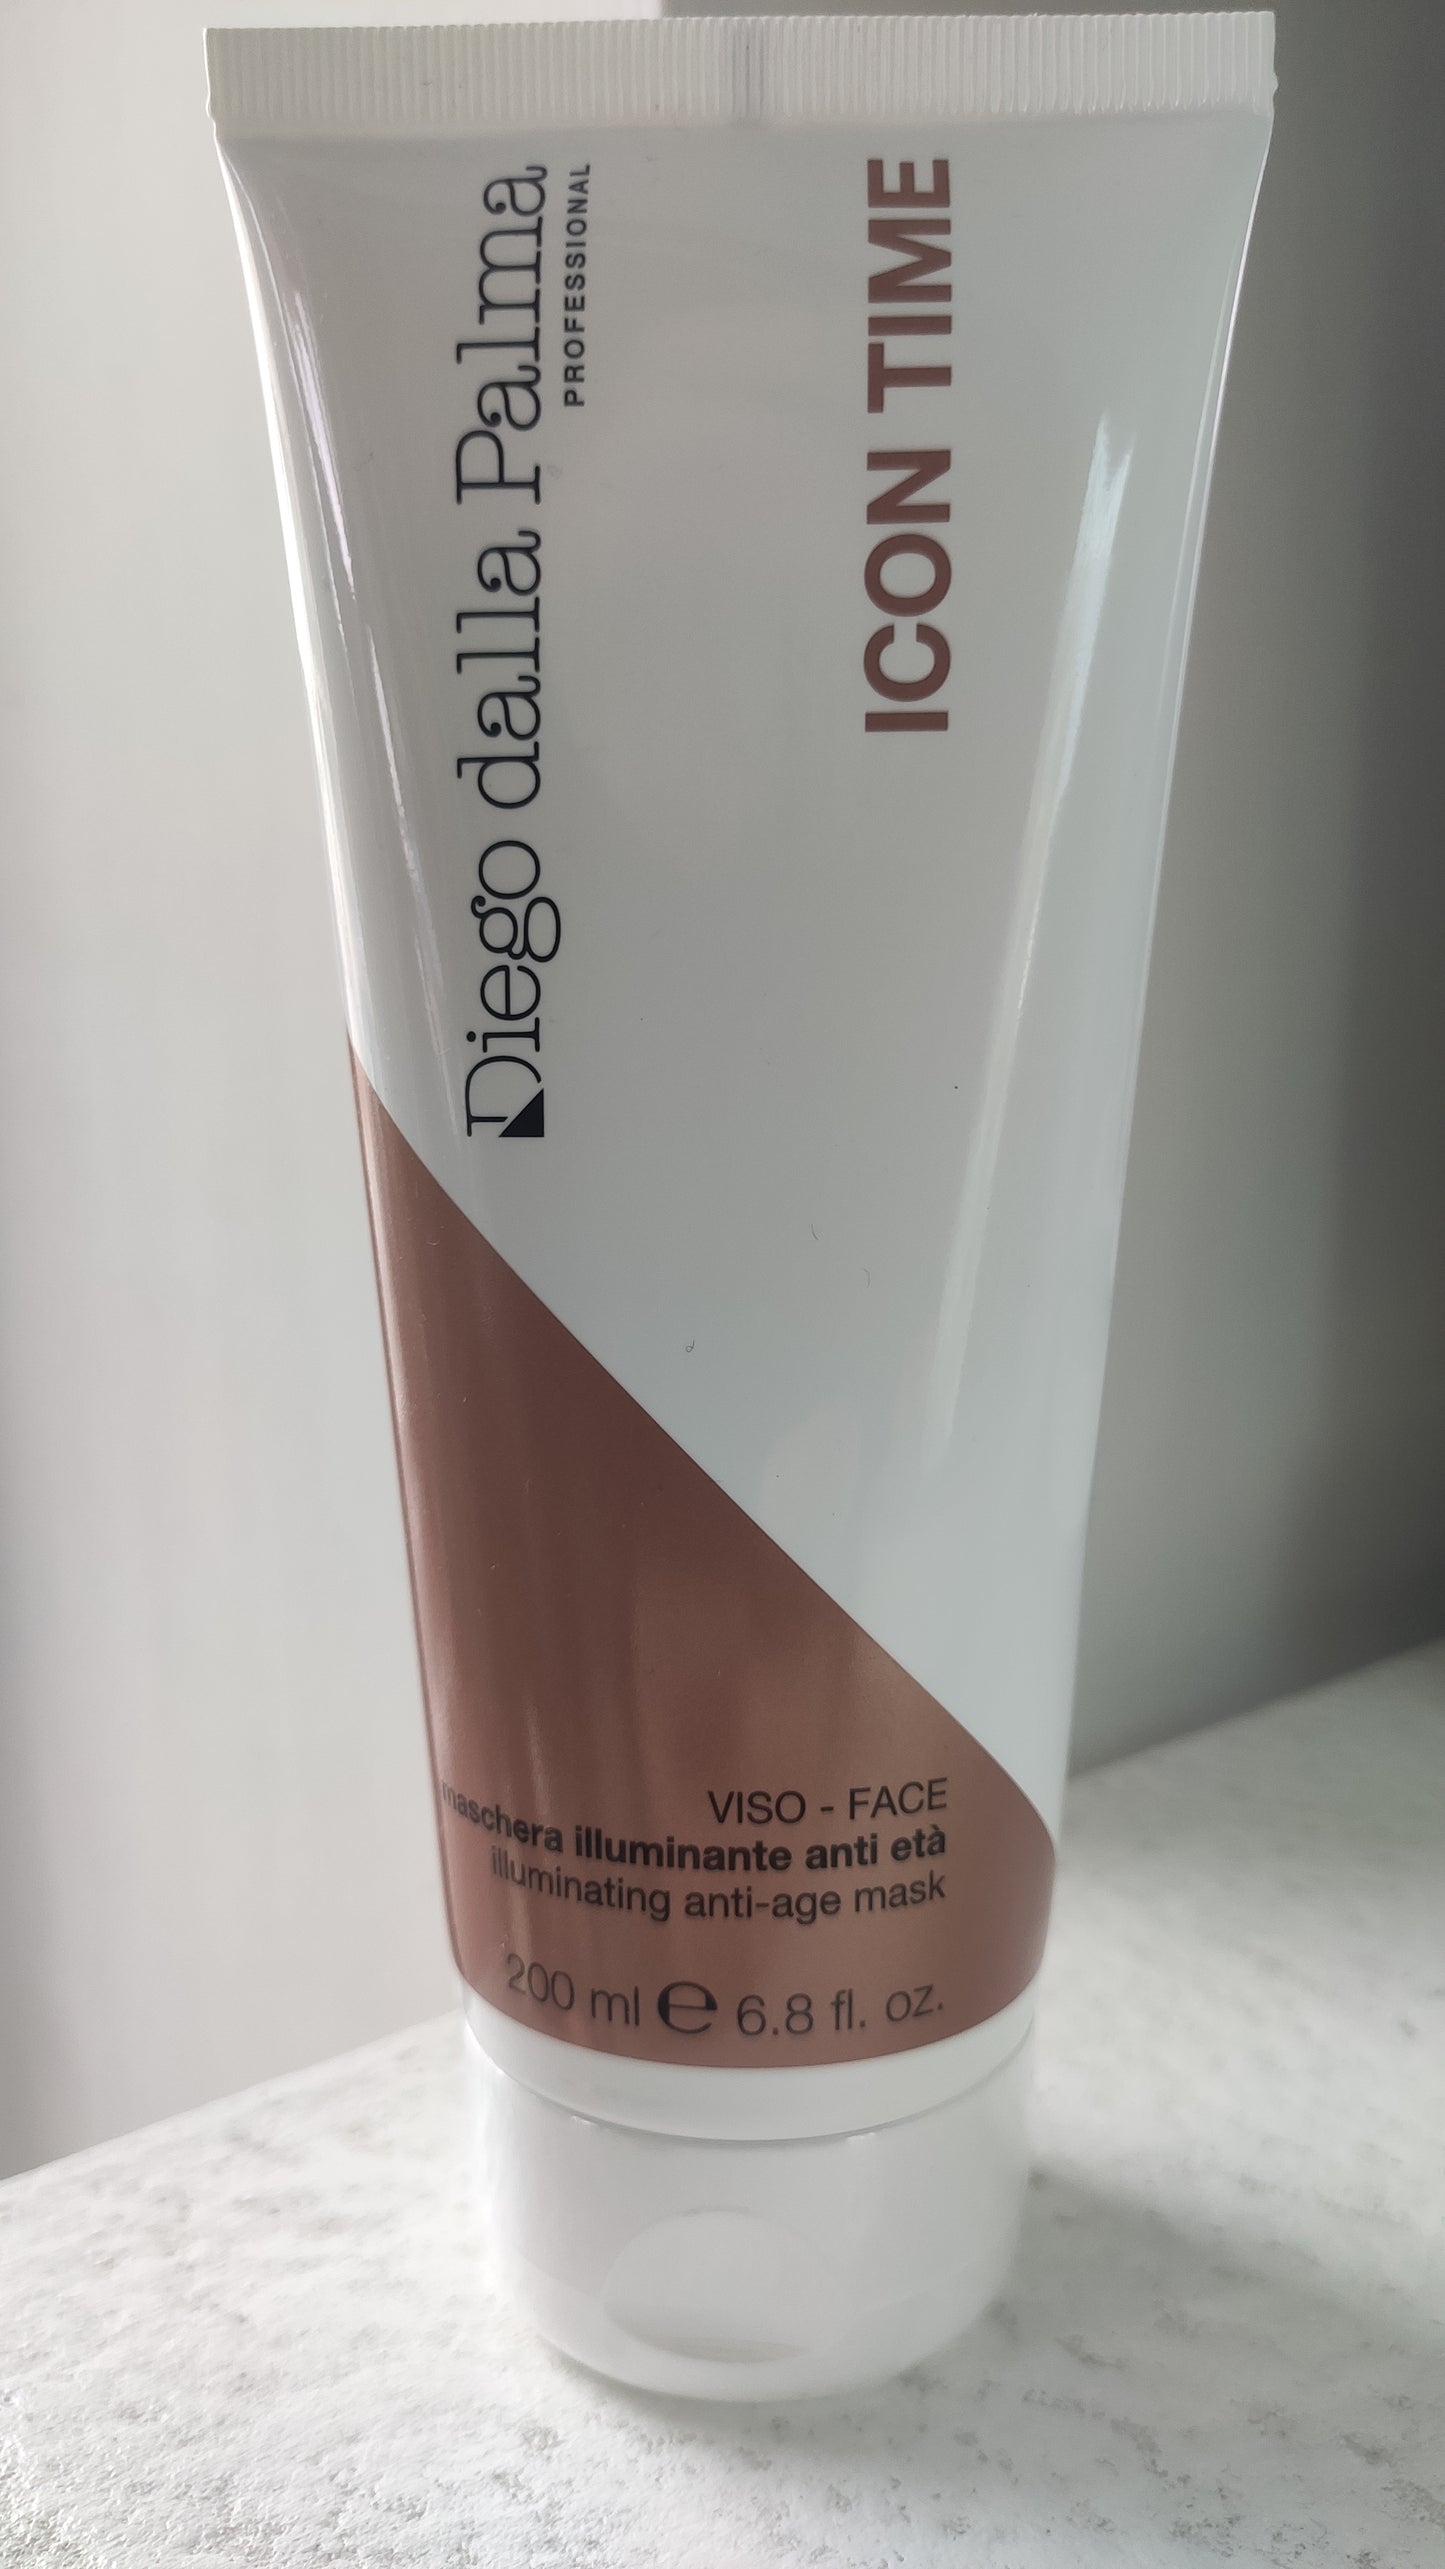 Diego dalla Palma
PROFESSIONAL
ICON TIME
VISO - FACE
maschera illuminante anti età
illuminating anti-age mask
200 ml e 6.8 fl. oz.